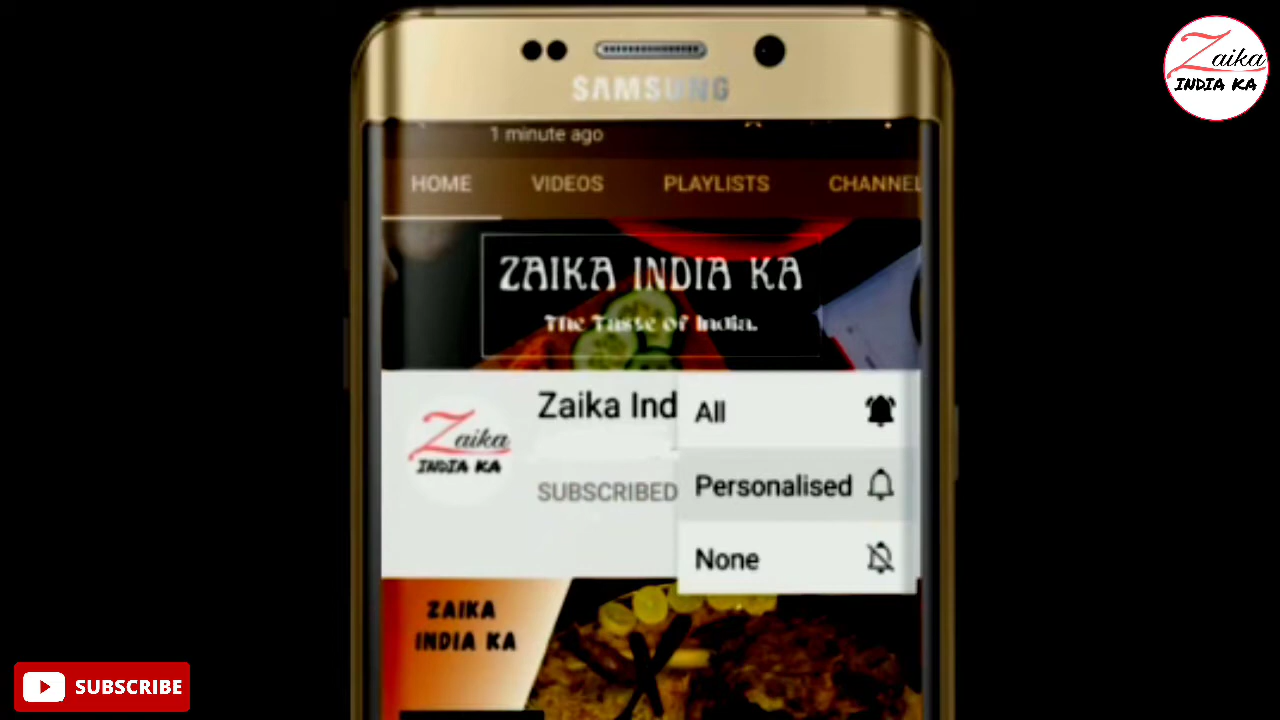 Zaika
INDIA KA
SAMSUNG
1 minute ago
HOME VIDEOS PLAYLISTS CHANNEL
ZAIKA INDIA KA
The Taste of India.
Zaika Ind
Zaika
INDIA KA
SUBSCRIBED
All
Personalised
None
ZAIKA
INDIA KA
SUBSCRIBE